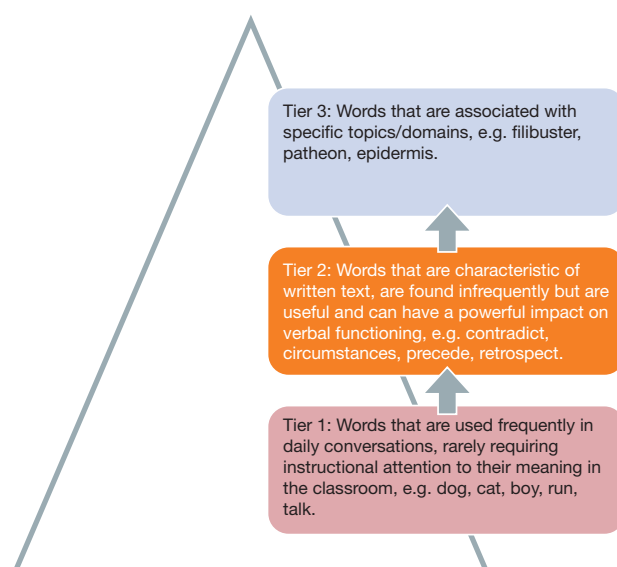 Tier 3: Words that are associated with
specific topics/domains, e.g. filibuster,
patheon, epidermis.
Tier 2: Words that are characteristic of
written text, are found infrequently but are
useful and can have a powerful impact on
verbal functioning, e.g. contradict,
circumstances, precede, retrospect.
Tier 1: Words that are used frequently in
daily conversations, rarely requiring
instructional attention to their meaning in
the classroom, e.g. dog, cat, boy, run,
talk.